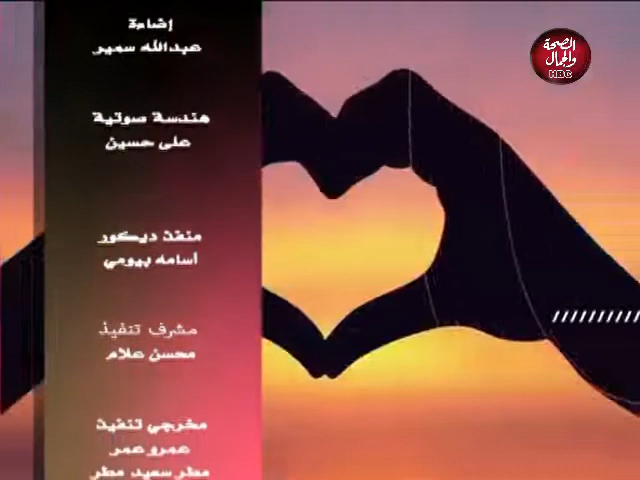 الصحة
والجمال
HBC
إضاءة
عبدالله سمير
هندسة صوتية
على حسين
منفذ ديكور
أسامه بيومي
مشرف تنفيذ
محسن علام
مخرجي تنفيذ
عمرو عمر
مطر سعيد مطر